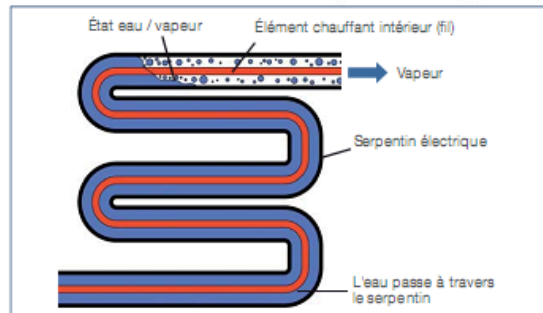 État eau / vapeur
Élément chauffant intérieur (fil)
Vapeur
Serpentin électrique
L'eau passe à travers
le serpentin